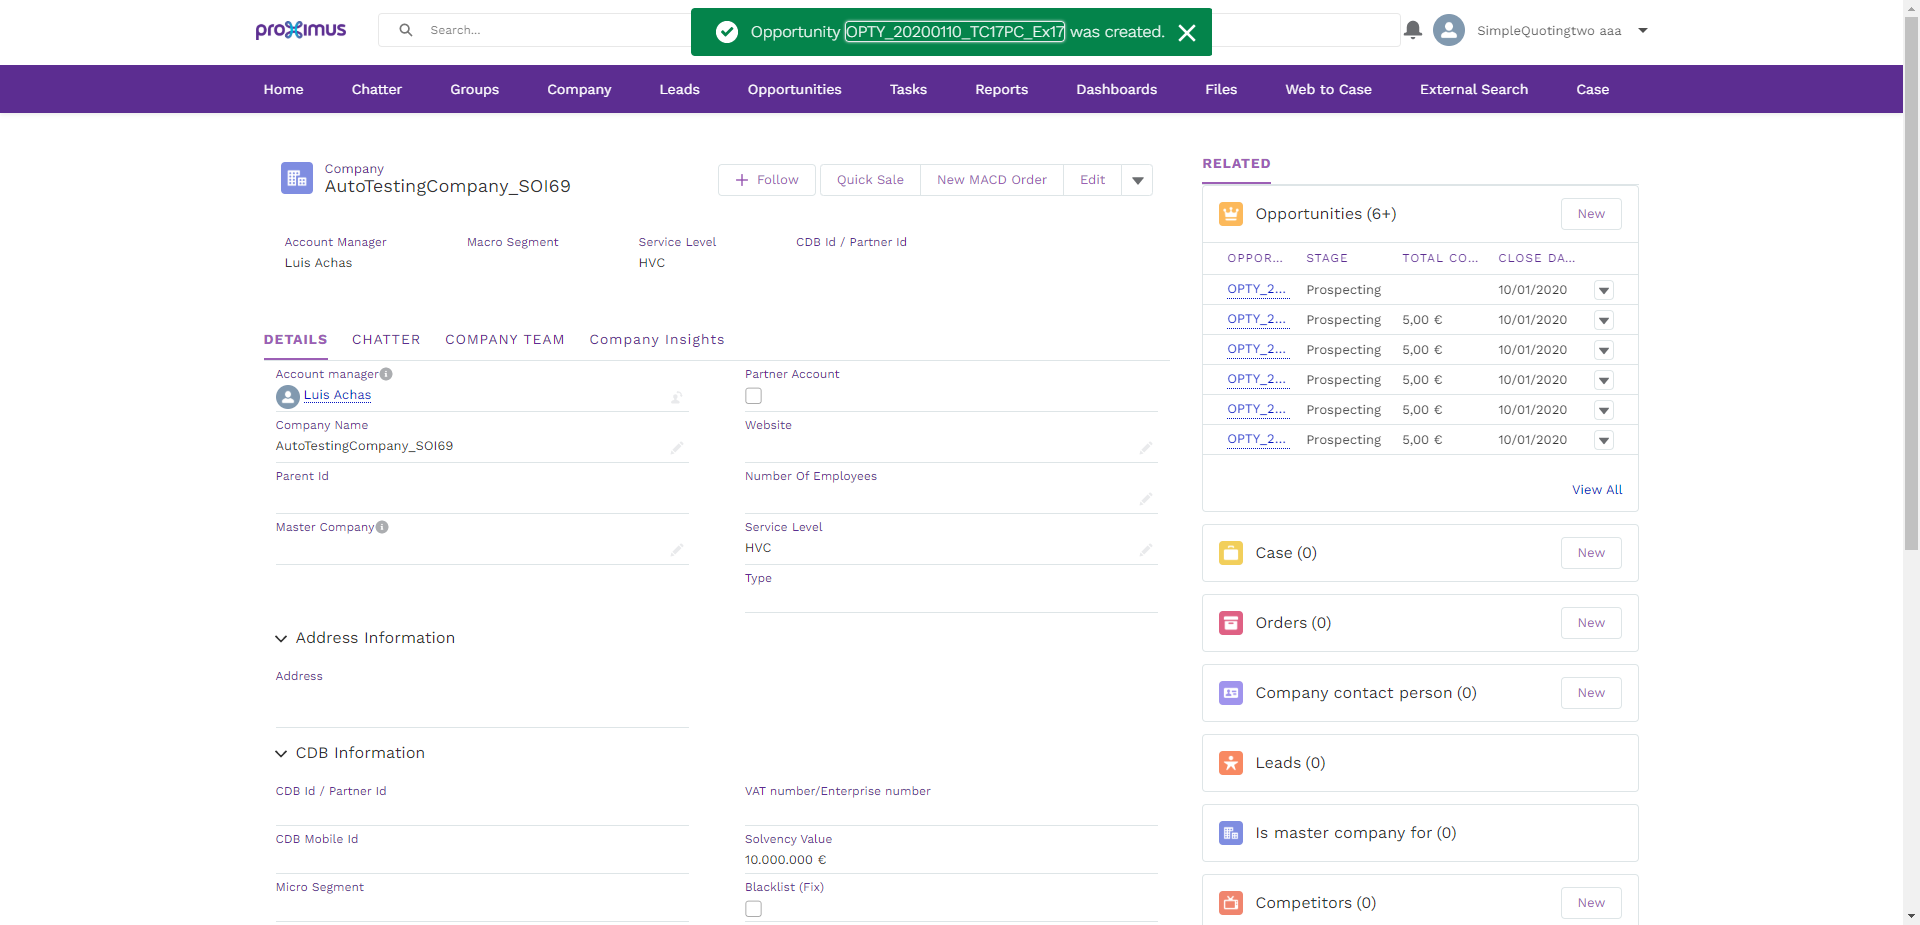 proximus
Search...
Opportunity OPTY_20200110_TC17PC_Ex17 was created.
SimpleQuotingtwo aaa
Home Chatter Groups Company Leads Opportunities Tasks Reports Dashboards Files Web to Case External Search Case
Company
AutoTestingCompany_SOI69
Follow Quick Sale New MACD Order Edit
Account Manager Macro Segment Service Level CDB Id / Partner Id
Luis Achas HVC
DETAILS CHATTER COMPANY TEAM Company Insights
Account manager Partner Account
Luis Achas
Company Name Website
AutoTestingCompany_SOI69
Parent Id Number Of Employees
Master Company Service Level
HVC
Type
Address Information
Address
CDB Information
CDB Id / Partner Id VAT number/Enterprise number
CDB Mobile Id Solvency Value
10.000.000 €
Micro Segment Blacklist (Fix)
RELATED
Opportunities (6+) New
OPPOR... STAGE TOTAL CO... CLOSE DA...
OPTY_2... Prospecting 10/01/2020
OPTY_2... Prospecting 5,00 € 10/01/2020
OPTY_2... Prospecting 5,00 € 10/01/2020
OPTY_2... Prospecting 5,00 € 10/01/2020
OPTY_2... Prospecting 5,00 € 10/01/2020
OPTY_2... Prospecting 5,00 € 10/01/2020
View All
Case (0) New
Orders (0) New
Company contact person (0) New
Leads (0)
Is master company for (0)
Competitors (0) New